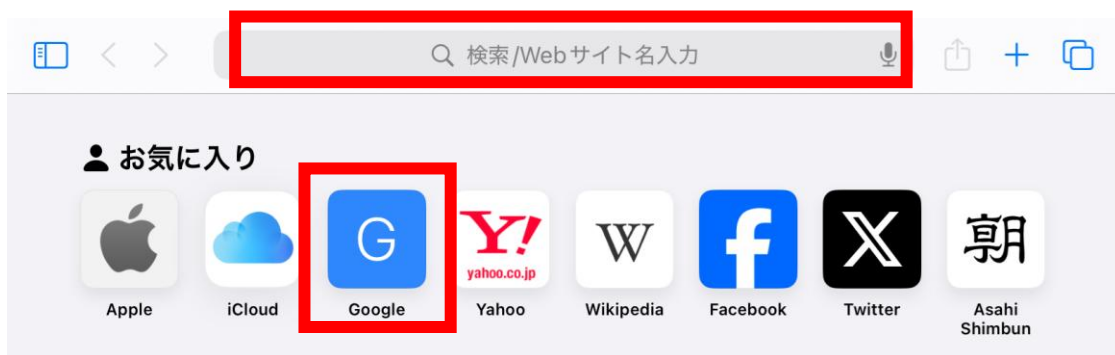 検索/Webサイト名入力
お気に入り
G
Y!
yahoo.co.jp
W
f
X
朝
Apple
iCloud
Google
Yahoo
Wikipedia
Facebook
Twitter
Asahi
Shimbun